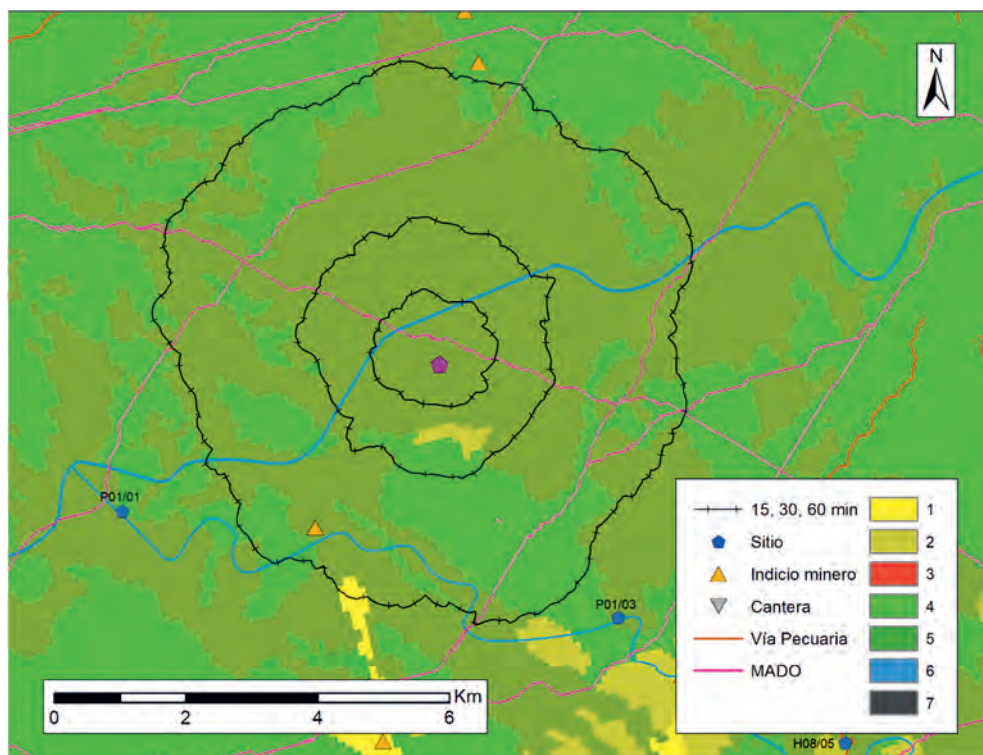 N
P01/01
P01/03
H08/05
15, 30, 60 min
Sitio
Indicio minero
Cantera
Vía Pecuaria
MADO
1
2
3
4
5
6
7
Km
0 2 4 6